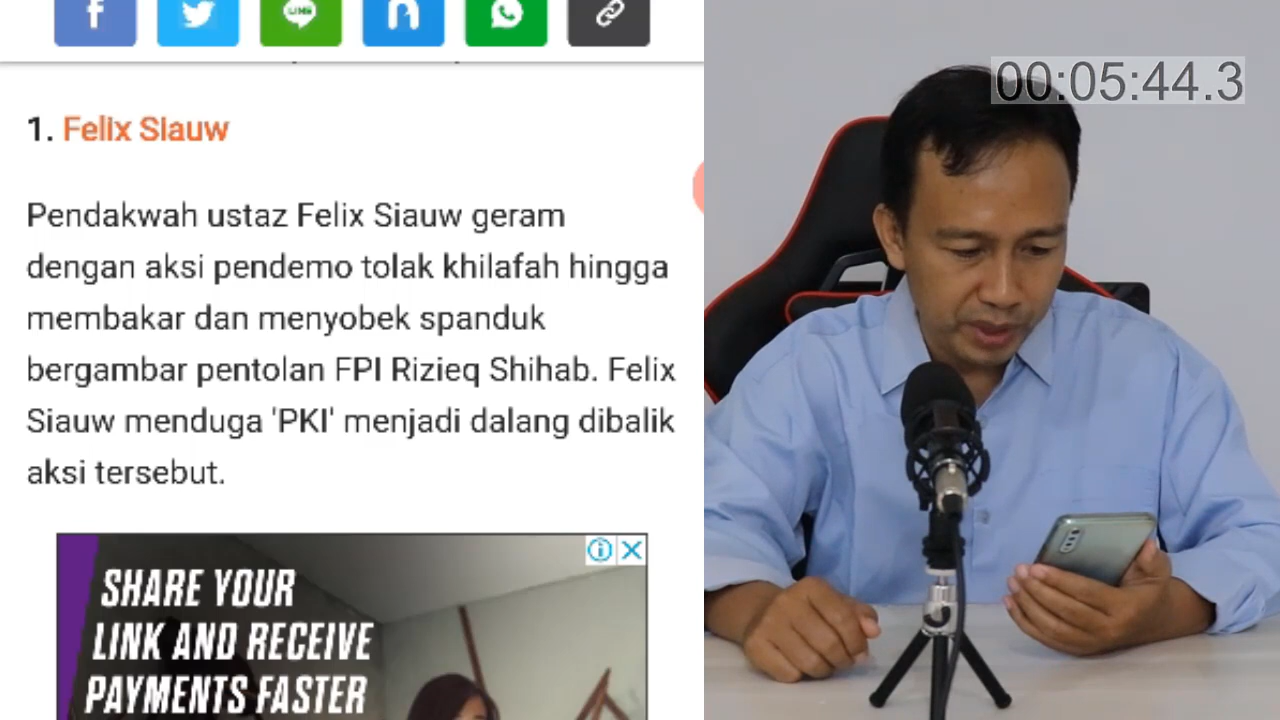 LINE
1. Felix Siauw
Pendakwah ustaz Felix Siauw geram
dengan aksi pendemo tolak khilafah hingga
membakar dan menyobek spanduk
bergambar pentolan FPI Rizieq Shihab. Felix
Siauw menduga 'PKI' menjadi dalang dibalik
aksi tersebut.
SHARE YOUR
LINK AND RECEIVE
PAYMENTS FASTER
00:05:44.3